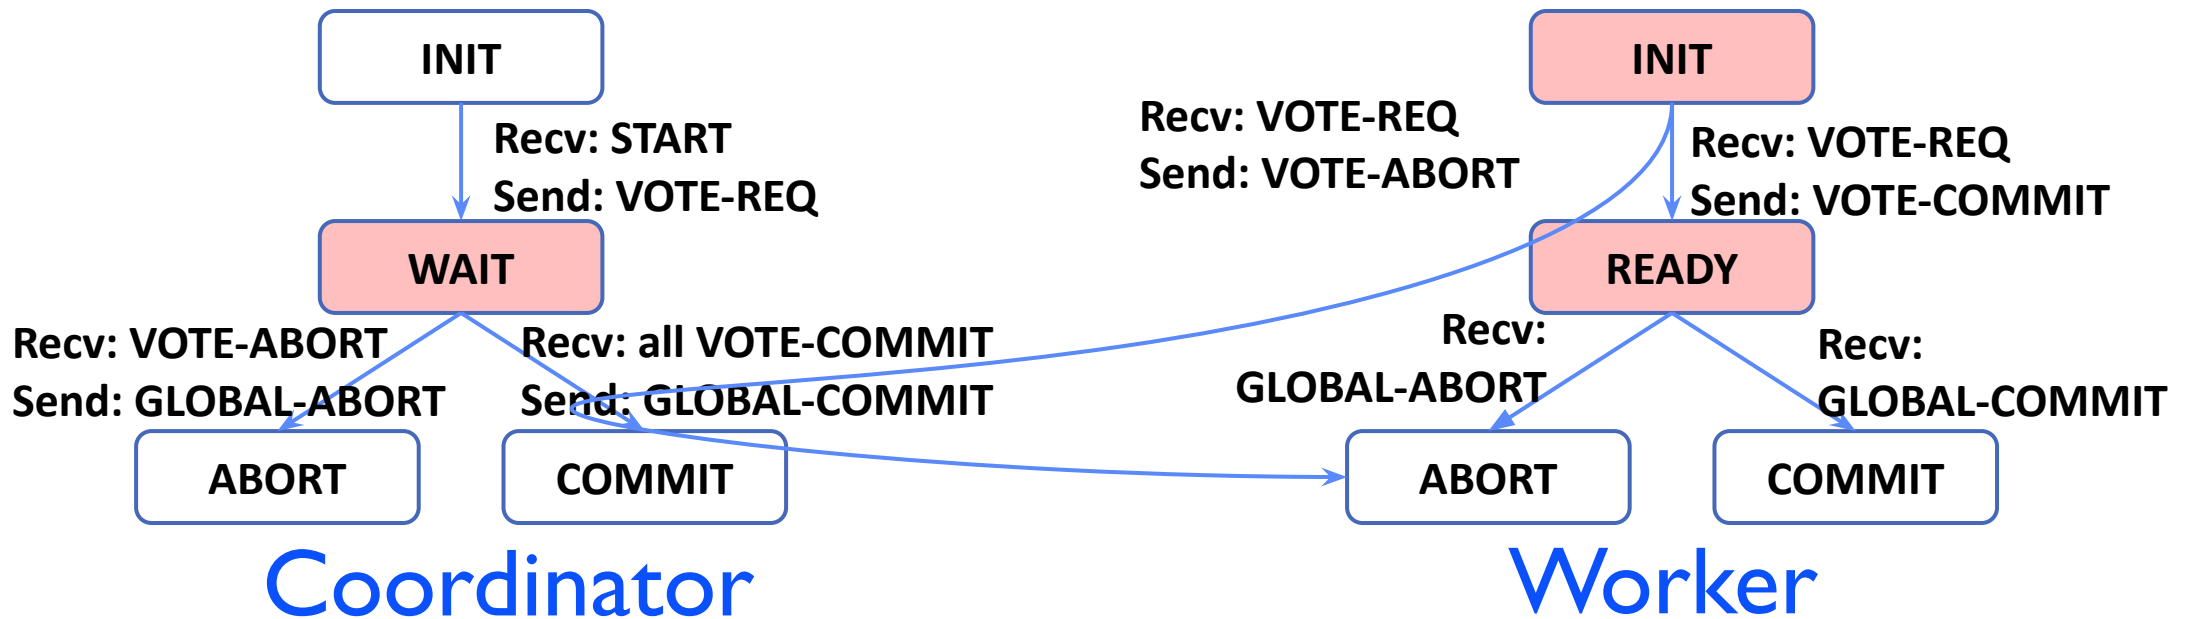 INIT
Recv: START
Send: VOTE-REQ
WAIT
Recv: VOTE-ABORT
Send: GLOBAL-ABORT
Recv: all VOTE-COMMIT
Send: GLOBAL-COMMIT
ABORT
COMMIT
Coordinator
INIT
Recv: VOTE-REQ
Send: VOTE-ABORT
Recv: VOTE-REQ
Send: VOTE-COMMIT
READY
Recv:
GLOBAL-ABORT
Recv:
GLOBAL-COMMIT
ABORT
COMMIT
Worker